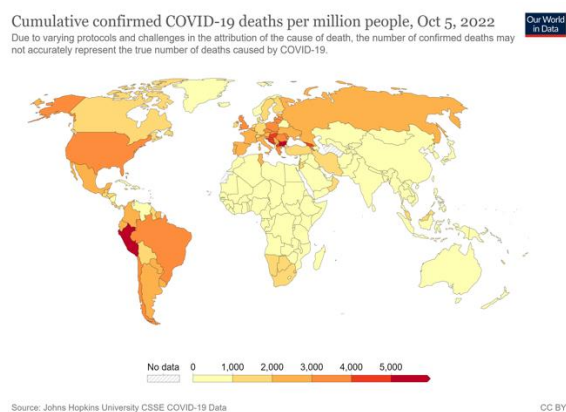 Cumulative confirmed COVID-19 deaths per million people, Oct 5, 2022
Our World
in Data
Due to varying protocols and challenges in the attribution of the cause of death, the number of confirmed deaths may
not accurately represent the true number of deaths caused by COVID-19.
No data 0 1,000 2,000 3,000 4,000 5,000
Source: Johns Hopkins University CSSE COVID-19 Data CC BY